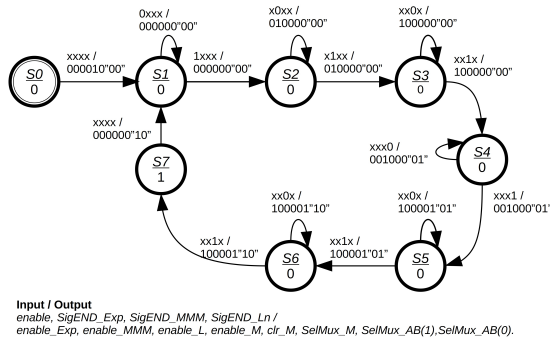 0xxx /
000000"00"
x0xx /
010000"00"
xx0x /
100000"00"
xxxx /
000010"00"
1xxx /
000000"00"
x1xx /
010000"00"
xx1x /
100000"00"
S0
0
S1
0
S2
0
S3
0
xxxx /
000000"10"
xxx0 /
001000"01"
S4
0
S7
1
xx0x /
100001"10"
xx0x /
100001"01"
xxx1 /
001000"01"
xx1x /
100001"10"
xx1x /
100001"01"
S6
0
S5
0
Input / Output
enable, SigEND_Exp, SigEND_MMM, SigEND_Ln /
enable_Exp, enable_MMM, enable_L, enable_M, clr_M, SelMux_M, SelMux_AB(1),SelMux_AB(0).